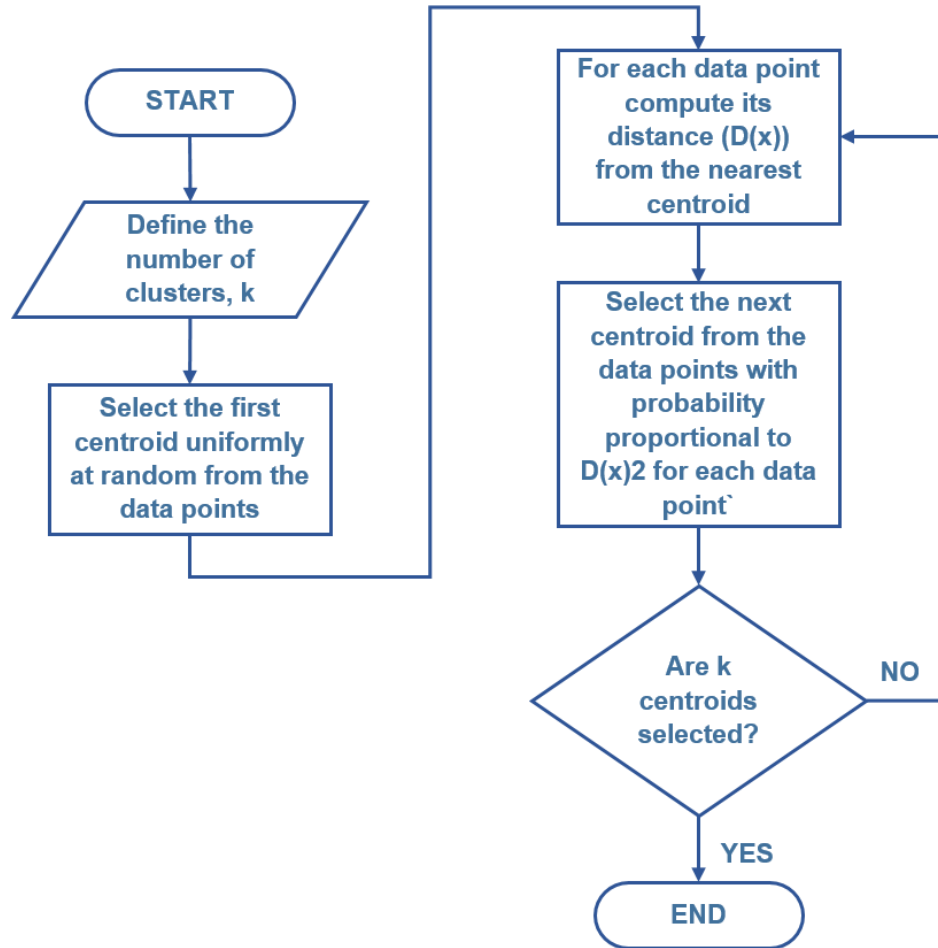 START
Define the
number of
clusters, k
Select the first
centroid uniformly
at random from the
data points
For each data point
compute its
distance (D(x))
from the nearest
centroid
Select the next
centroid from the
data points with
probability
proportional to
D(x)2 for each data
point`
Are k
centroids
selected?
NO
YES
END